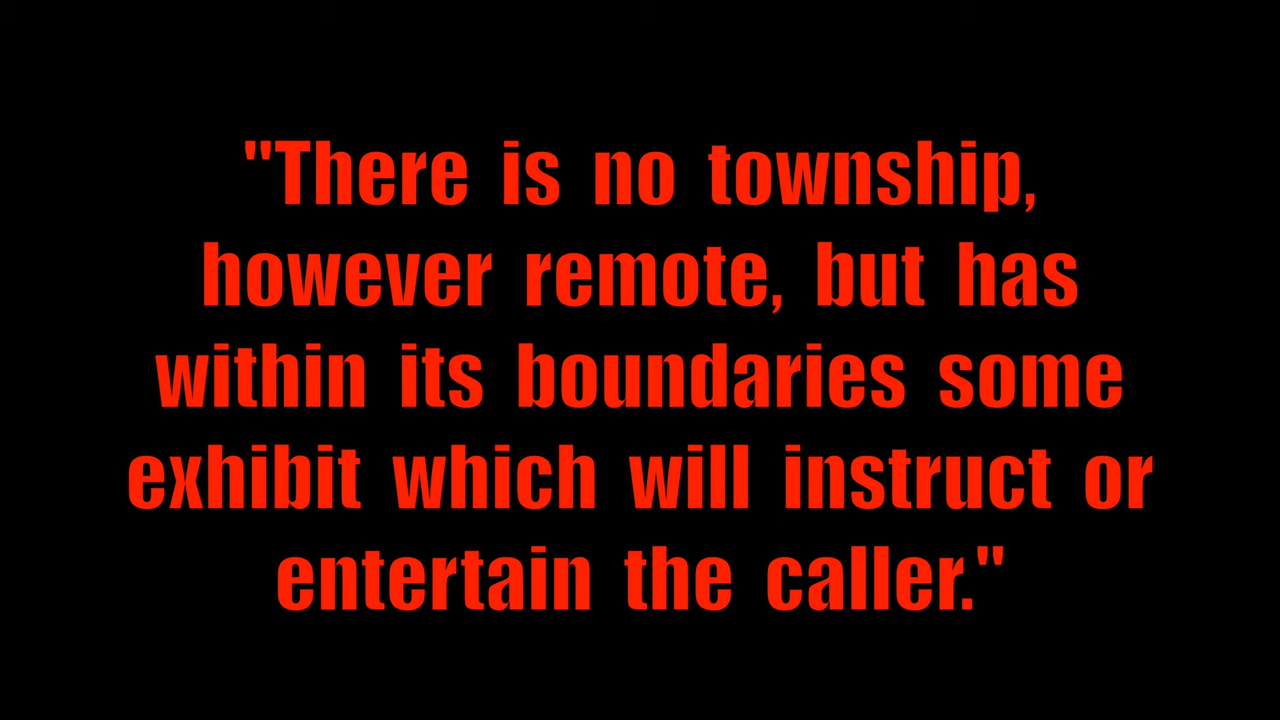 "There is no township,
however remote, but has
within its boundaries some
exhibit which will instruct or
entertain the caller."